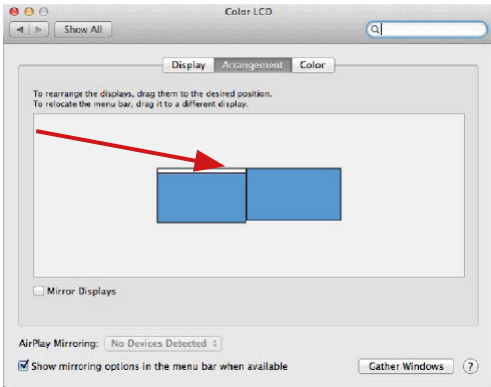 Color LCD
Show All
Display Arrangement Color
To rearrange the displays, drag them to the desired position.
To relocate the menu bar, drag it to a different display.
Mirror Displays
AirPlay Mirroring: No Devices Detected
Show mirroring options in the menu bar when available
Gather Windows ?